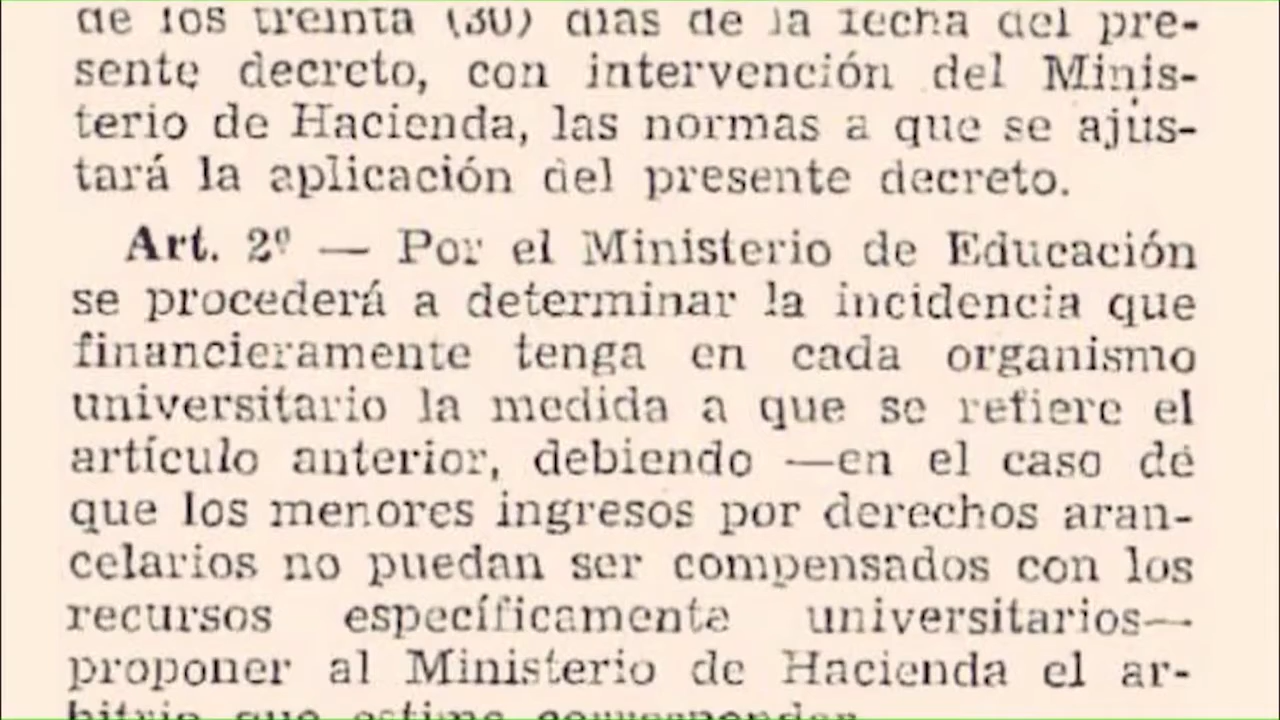 de los treinta (30) días de la fecha del pre-
sente decreto, con intervención del Minis-
terio de Hacienda, las normas a que se ajus-
tará la aplicación del presente decreto.
Art. 2º — Por el Ministerio de Educación
se procederá a determinar la incidencia que
financieramente tenga en cada organismo
universitario la medida a que se refiere el
artículo anterior, debiendo —en el caso de
que los menores ingresos por derechos aran-
celarios no puedan ser compensados con los
recursos específicamente universitarios—
proponer al Ministerio de Hacienda el ar-
bitrio que estime corresponder.